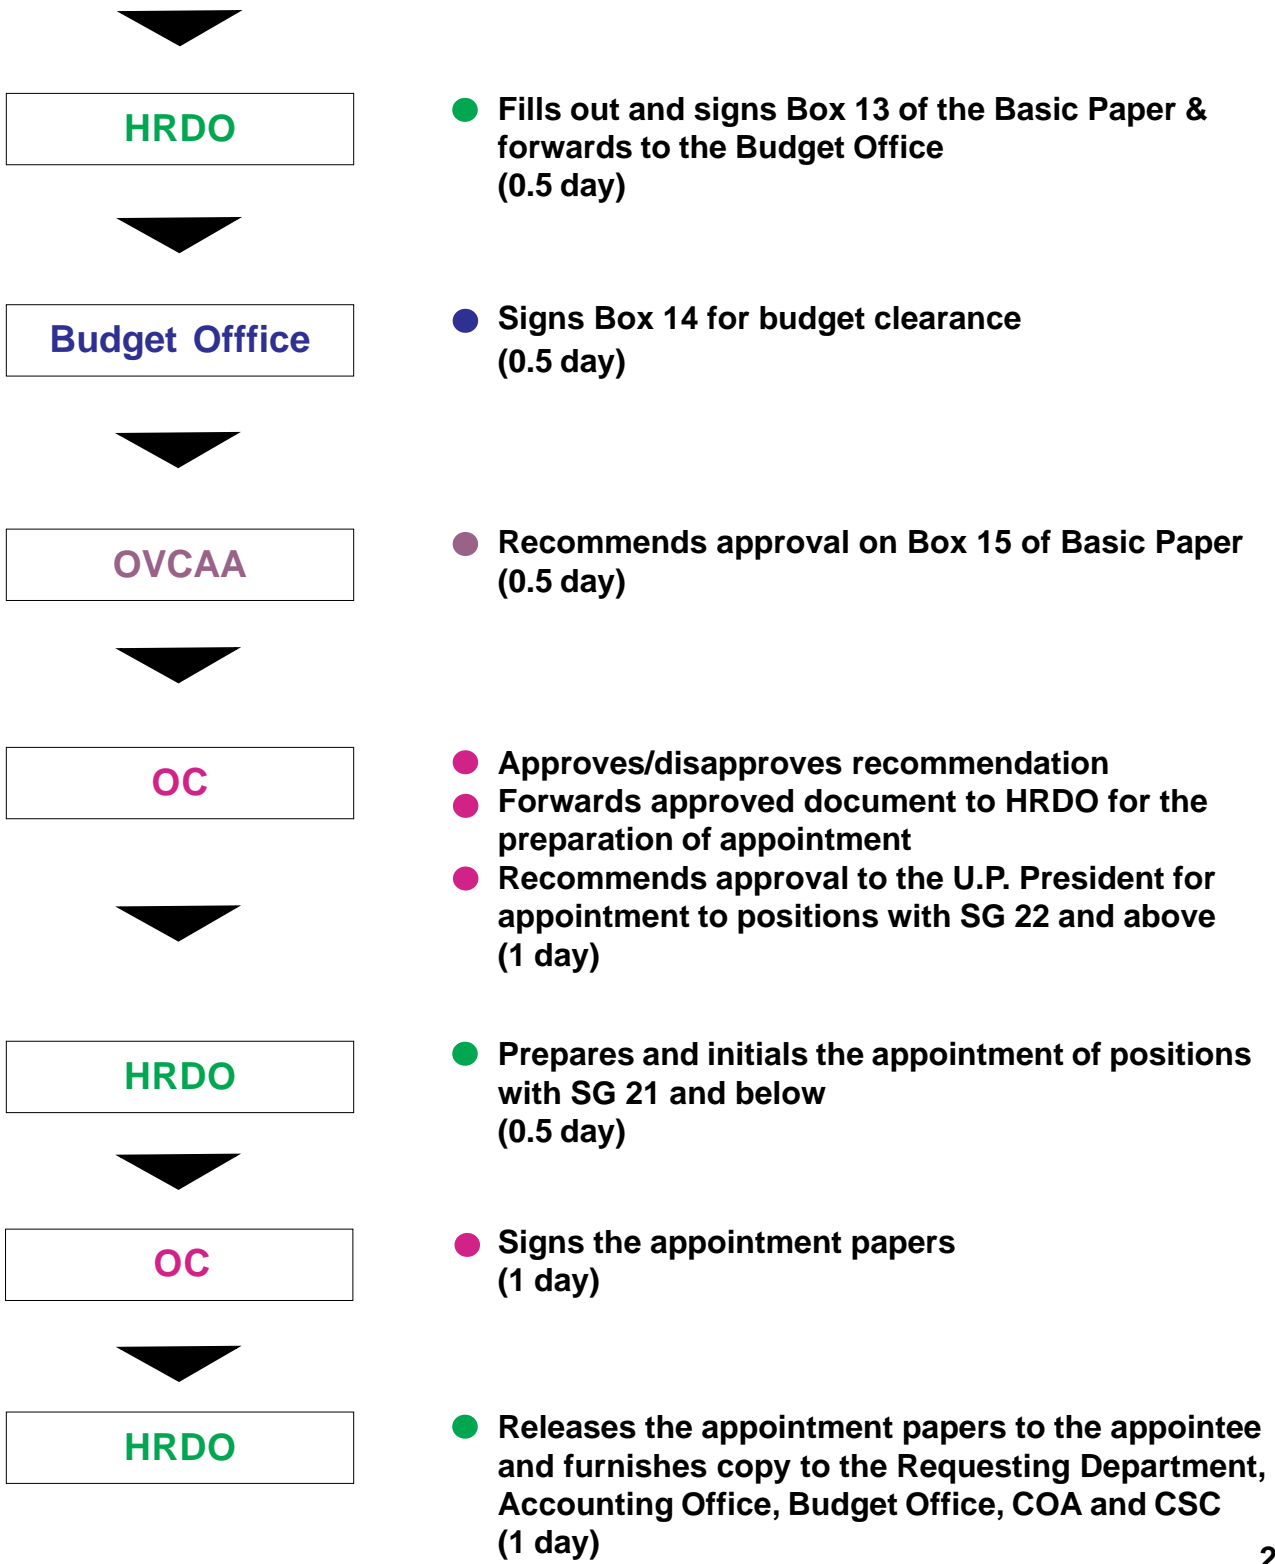 HRDO
Fills out and signs Box 13 of the Basic Paper &
forwards to the Budget Office
(0.5 day)
Budget Offfice
Signs Box 14 for budget clearance
(0.5 day)
OVCAA
Recommends approval on Box 15 of Basic Paper
(0.5 day)
OC
Approves/disapproves recommendation
Forwards approved document to HRDO for the
preparation of appointment
Recommends approval to the U.P. President for
appointment to positions with SG 22 and above
(1 day)
HRDO
Prepares and initials the appointment of positions
with SG 21 and below
(0.5 day)
OC
Signs the appointment papers
(1 day)
HRDO
Releases the appointment papers to the appointee
and furnishes copy to the Requesting Department,
Accounting Office, Budget Office, COA and CSC
(1 day)